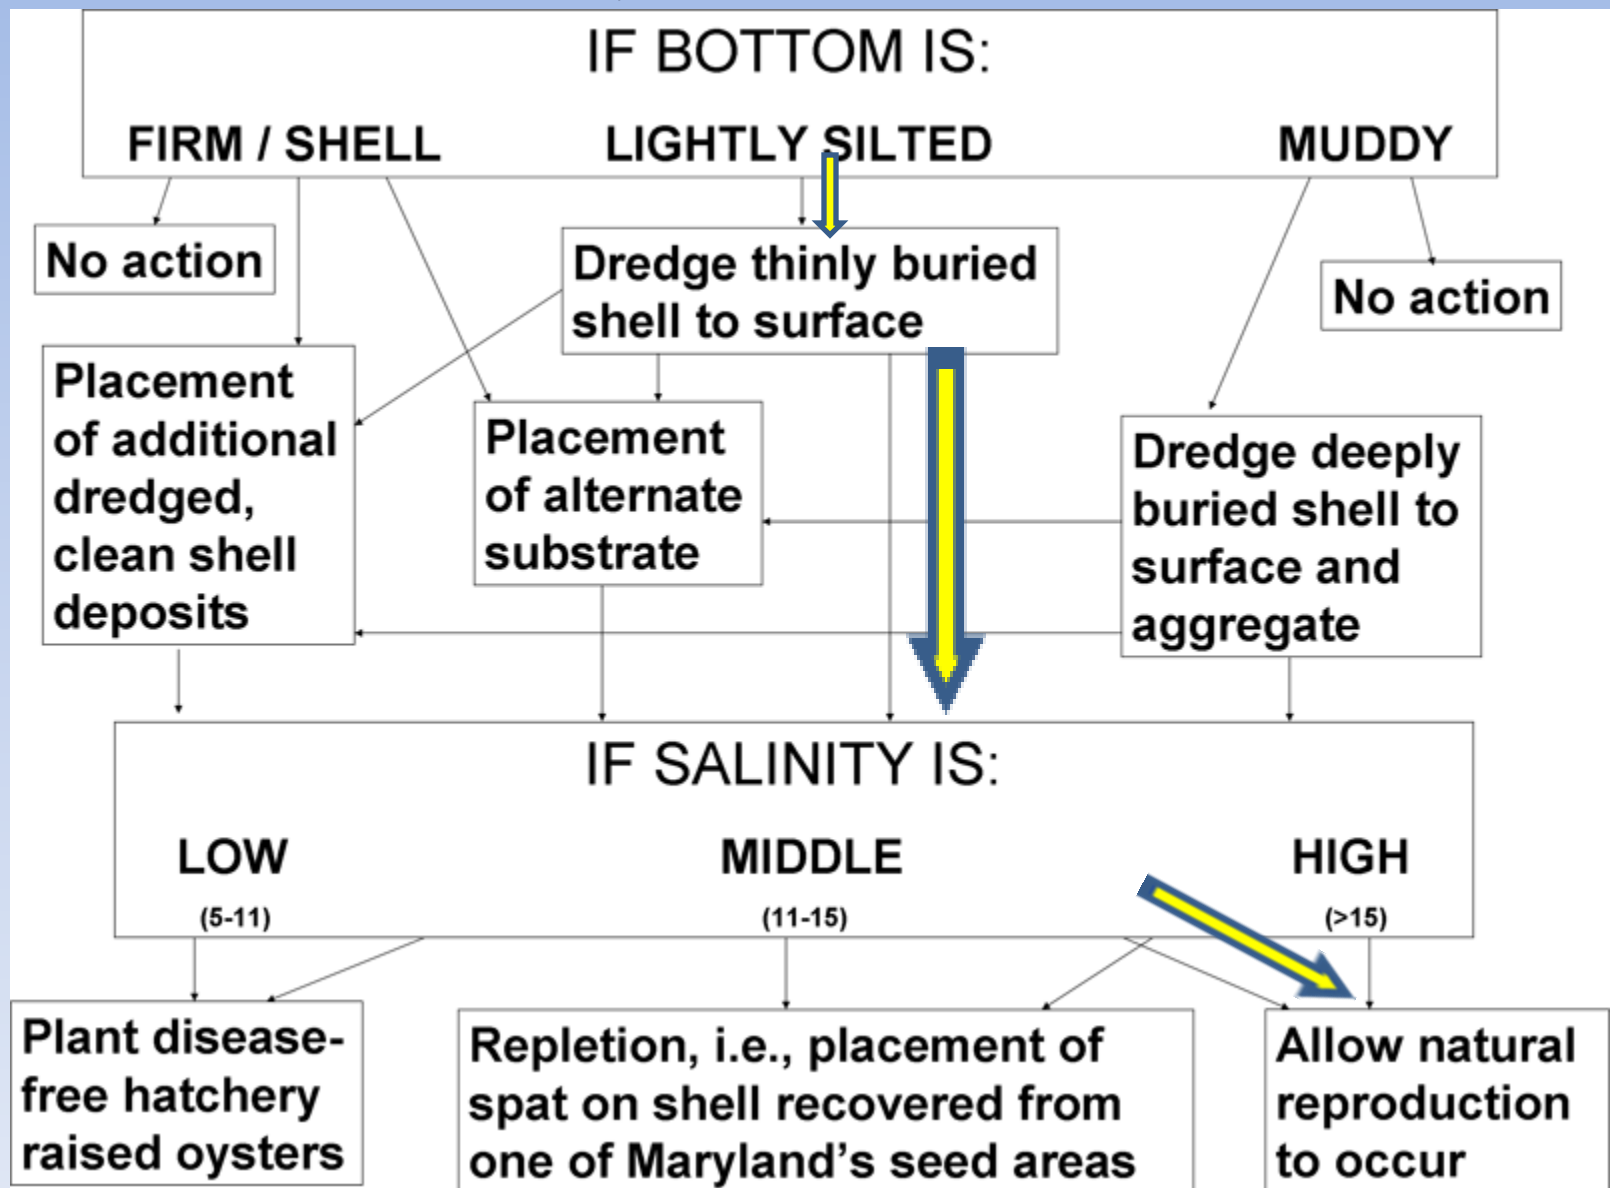 IF BOTTOM IS:
FIRM / SHELL LIGHTLY SILTED MUDDY
No action
Dredge thinly buried
shell to surface
No action
Placement
of additional
dredged,
clean shell
deposits
Placement
of alternate
substrate
Dredge deeply
buried shell to
surface and
aggregate
IF SALINITY IS:
LOW MIDDLE HIGH
(5-11) (11-15) (>15)
Plant disease-
free hatchery
raised oysters
Repletion, i.e., placement of
spat on shell recovered from
one of Maryland's seed areas
Allow natural
reproduction
to occur